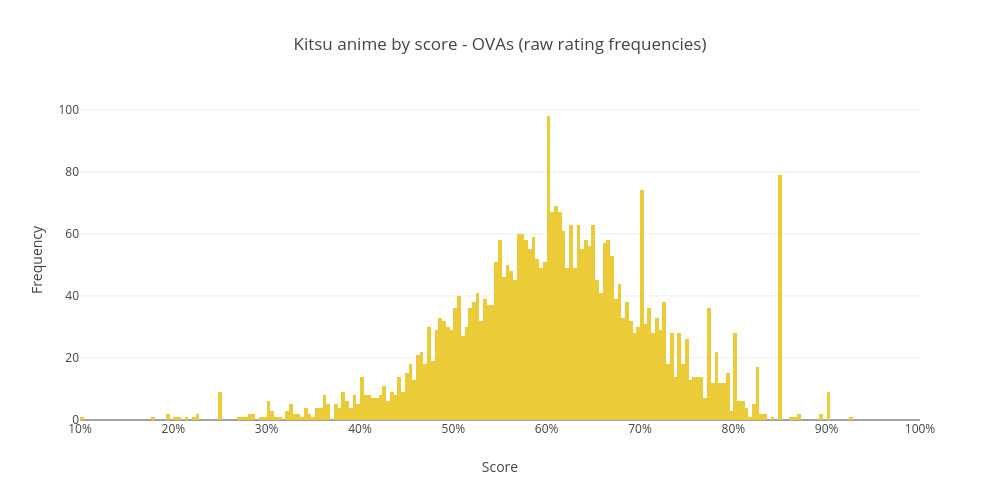 Kitsu anime by score - OVAs (raw rating frequencies)
100
80
60
40
20
0
Frequency
10% 20% 30% 40% 50% 60% 70% 80% 90% 100%
Score